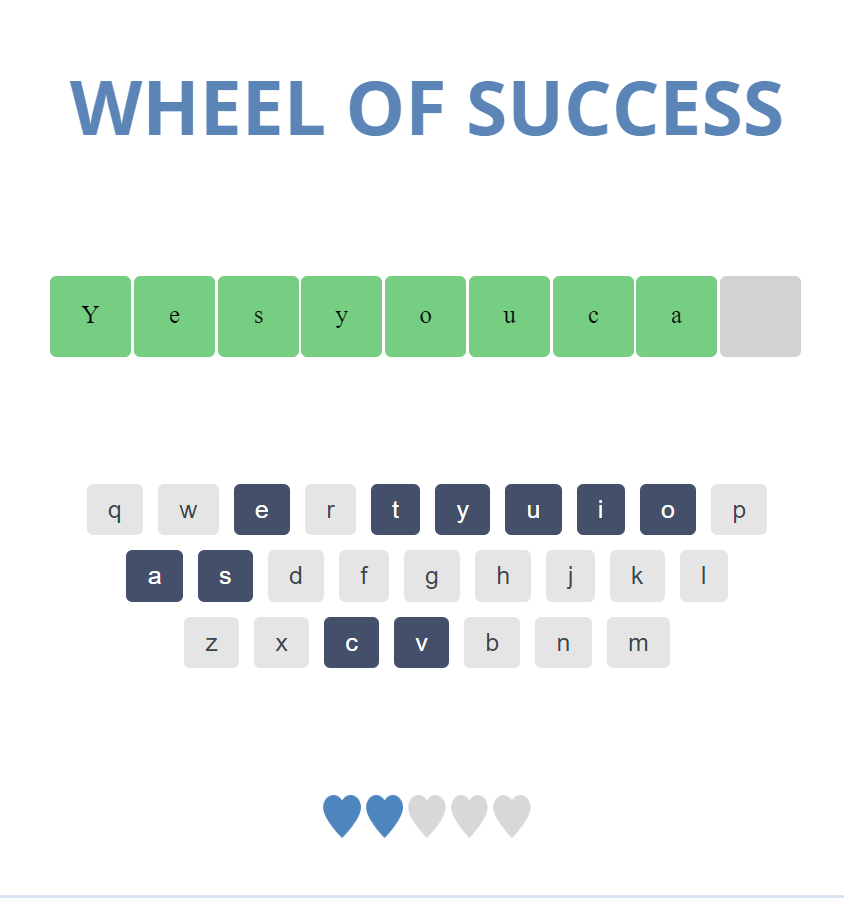 WHEEL OF SUCCESS
Y e s y o u c a
q w e r t y u i o p
a s d f g h j k l
z x c v b n m